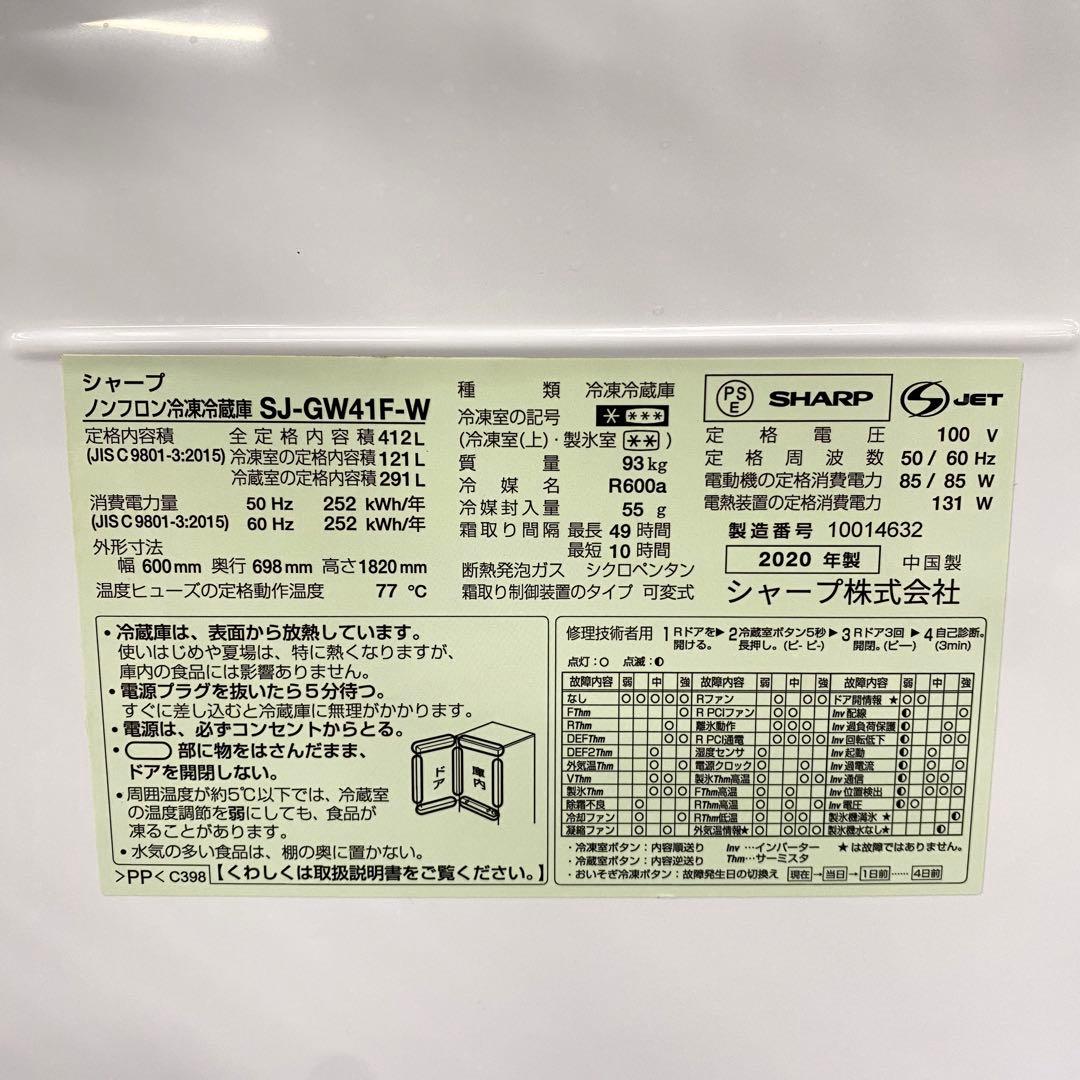 シャープ
ノンフロン冷凍冷蔵庫 SJ-GW41F-W
定格内容積 全定格内容積 412 L
(JIS C 9801-3:2015) 冷凍室の定格内容積 121 L
冷蔵室の定格内容積 291 L
消費電力量 50 Hz 252 kWh/年
(JIS C 9801-3:2015) 60 Hz 252 kWh/年
外形寸法
幅 600 mm 奥行 698 mm 高さ 1820 mm
温度ヒューズの定格動作温度 77 ℃
種類 冷凍冷蔵庫
冷凍室の記号 * ***
(冷凍室(上)・製氷室 **)
質量 93 kg
冷媒名 R600a
冷媒封入量 55 g
霜取り間隔 最長 49 時間
最短 10 時間
断熱発泡ガス シクロペンタン
霜取り制御装置のタイプ 可変式
PS E SHARP S JET
定格電圧 100 V
定格周波数 50 / 60 Hz
電動機の定格消費電力 85 / 85 W
電熱装置の定格消費電力 131 W
製造番号 10014632
2020 年製 中国製
シャープ株式会社
・冷蔵庫は、表面から放熱しています。
使いはじめや夏場は、特に熱くなりますが、
庫内の食品には影響ありません。
・電源プラグを抜いたら5分待つ。
すぐに差し込むと冷蔵庫に無理がかかります。
・電源は、必ずコンセントからとる。
・ 部に物をはさんだまま、
ドアを開閉しない。
・周囲温度が約5℃以下では、冷蔵室
の温度調節を弱にしても、食品が
凍ることがあります。
・水気の多い食品は、棚の奥に置かない。
ドア 庫内
>PP< C398 【くわしくは取扱説明書をご覧ください。】
修理技術者用 1 Rドアを開ける。 ▶ 2 冷蔵室ボタン5秒長押し。(ピ- ピ-) ▶ 3 Rドア3回開閉。(ピー) ▶ 4 自己診断。(3min)
点灯:○ 点滅:◐
故障内容 弱 中 強 故障内容 弱 中 強 故障内容 弱 中 強
なし ○ ○ ○ ○ ○ Rファン ドア開情報 ★
FThm R PCIファン Inv 配線
RThm 離氷動作 Inv 過負荷保護
DEFThm R PCI通電 Inv 回転低下
DEF2Thm 湿度センサ Inv 起動
外気温Thm 電源クロック Inv 過電流
VThm 製氷Thm高温 Inv 通信
製氷Thm FThm高温 Inv 位置検出
除霜不良 RThm高温 Inv 電圧
冷却ファン RThm低温 製氷機満氷 ★
凝縮ファン 外気温情報★ 製氷機水なし★
・冷凍室ボタン:内容順送り Inv …インバーター ★は故障ではありません。
・冷蔵室ボタン:内容逆送り Thm…サーミスタ
・おいそぎ冷凍ボタン:故障発生日の切換え 現在→当日→1日前……4日前